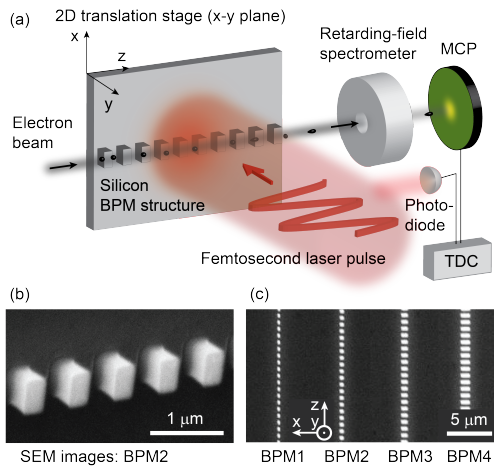 (a)
2D translation stage (x-y plane)
x
z
y
Retarding-field
spectrometer
MCP
Electron
beam
Silicon
BPM structure
Femtosecond laser pulse
Photo-
diode
TDC
(b)
1 μm
SEM images: BPM2
(c)
z
x
y
5 μm
BPM1 BPM2 BPM3 BPM4